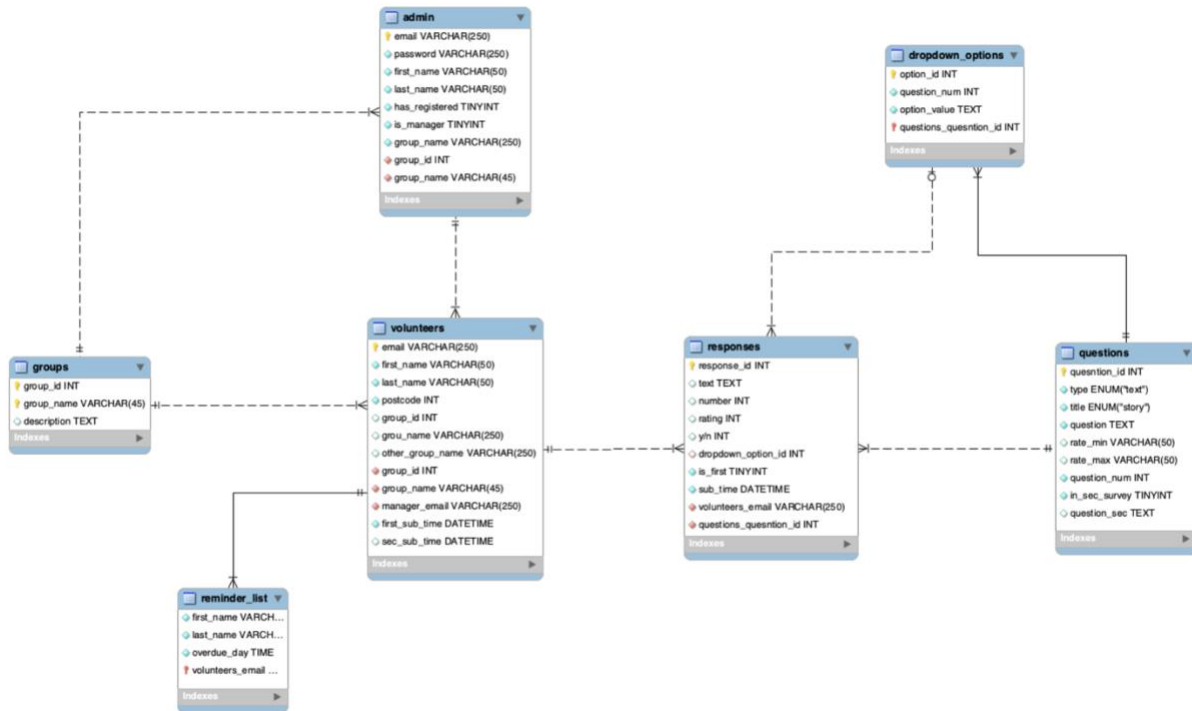 admin
email VARCHAR(250)
password VARCHAR(250)
first_name VARCHAR(50)
last_name VARCHAR(50)
has_registered TINYINT
is_manager TINYINT
group_name VARCHAR(250)
group_id INT
group_name VARCHAR(45)
Indexes
dropdown_options
option_id INT
question_num INT
option_value TEXT
questions_quesntion_id INT
Indexes
groups
group_id INT
group_name VARCHAR(45)
description TEXT
Indexes
volunteers
email VARCHAR(250)
first_name VARCHAR(50)
last_name VARCHAR(50)
postcode INT
group_id INT
grou_name VARCHAR(250)
other_group_name VARCHAR(250)
group_id INT
group_name VARCHAR(45)
manager_email VARCHAR(250)
first_sub_time DATETIME
sec_sub_time DATETIME
Indexes
responses
response_id INT
text TEXT
number INT
rating INT
y/n INT
dropdown_option_id INT
is_first TINYINT
sub_time DATETIME
volunteers_email VARCHAR(250)
questions_quesntion_id INT
Indexes
questions
quesntion_id INT
type ENUM("text")
title ENUM("story")
question TEXT
rate_min VARCHAR(50)
rate_max VARCHAR(50)
question_num INT
in_sec_survey TINYINT
question_sec TEXT
Indexes
reminder_list
first_name VARCH...
last_name VARCH...
overdue_day TIME
volunteers_email ...
Indexes